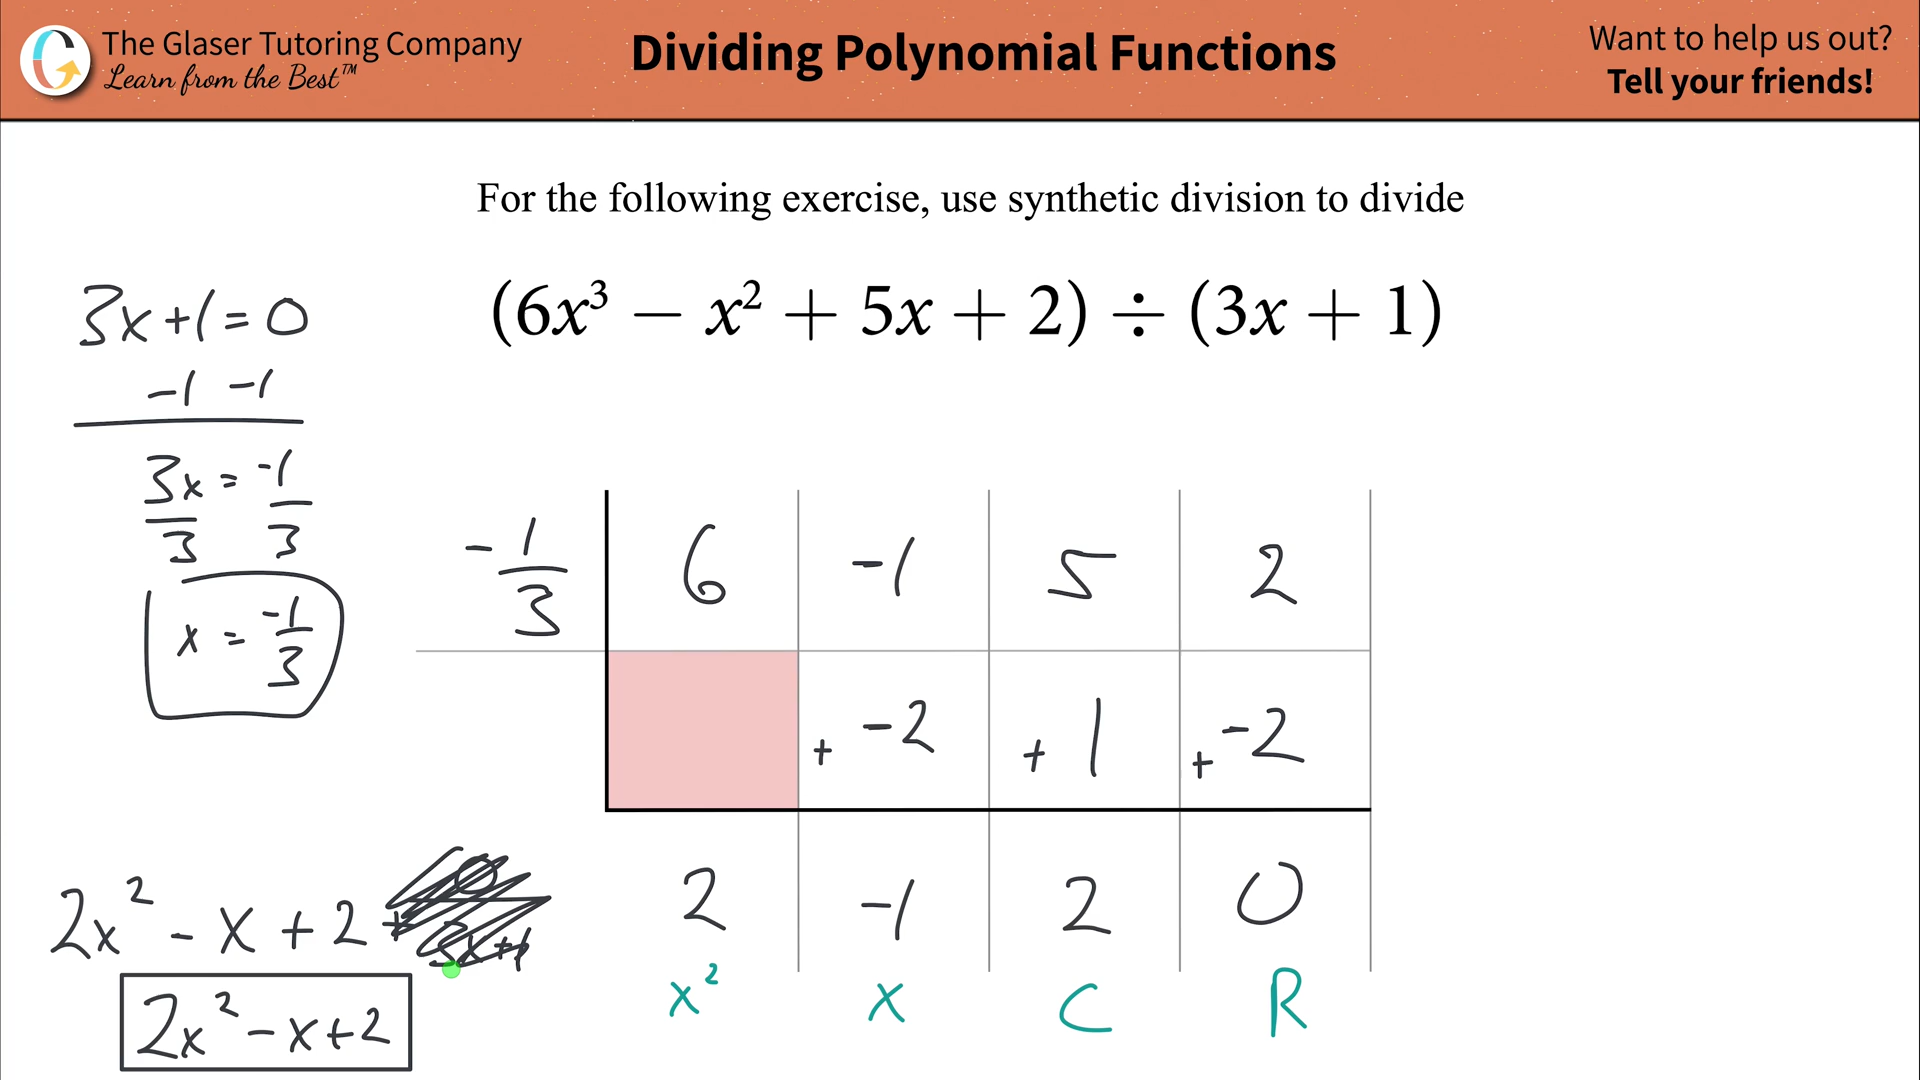 The Glaser Tutoring Company
Learn from the Best™
Dividing Polynomial Functions
Want to help us out?
Tell your friends!
For the following exercise, use synthetic division to divide
(6x³ − x² + 5x + 2) ÷ (3x + 1)
3x+1=0
-1 -1
3x = -1
3 3
x = -1/3
-1/3 6 -1 5 2
+ -2 + 1 + -2
2 -1 2 0
x² x C R
2x² - x + 2 +
2x² - x + 2